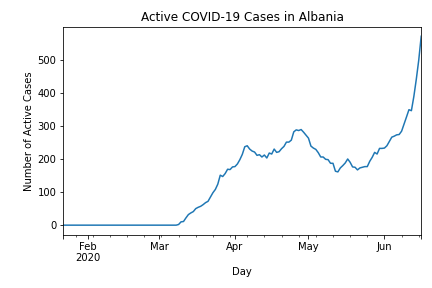 Active COVID-19 Cases in Albania
Number of Active Cases
500
400
300
200
100
0
Feb
2020
Mar
Apr
May
Jun
Day